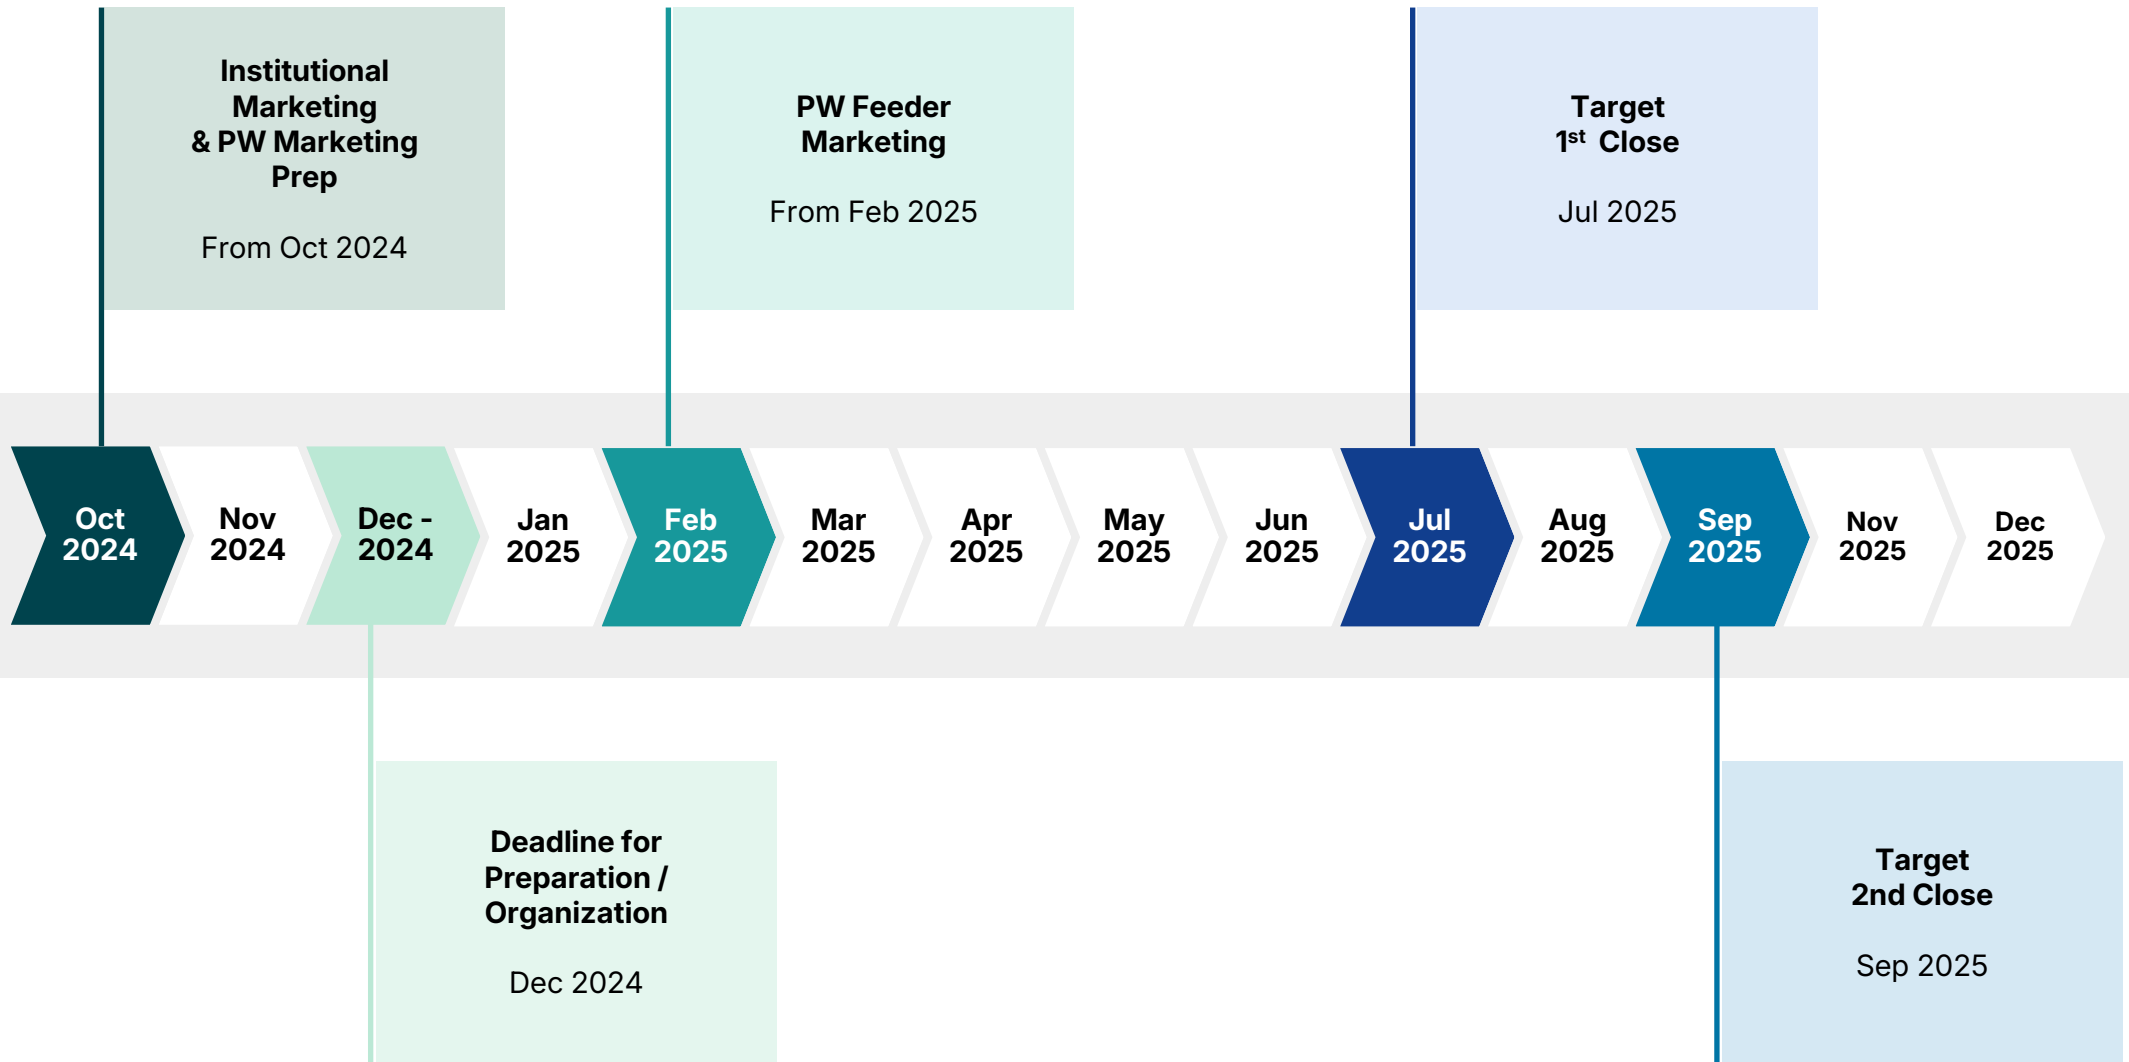 Institutional
Marketing
& PW Marketing
Prep
From Oct 2024
PW Feeder
Marketing
From Feb 2025
Target
1st Close
Jul 2025
Oct
2024
Nov
2024
Dec -
2024
Jan
2025
Feb
2025
Mar
2025
Apr
2025
May
2025
Jun
2025
Jul
2025
Aug
2025
Sep
2025
Nov
2025
Dec
2025
Deadline for
Preparation /
Organization
Dec 2024
Target
2nd Close
Sep 2025